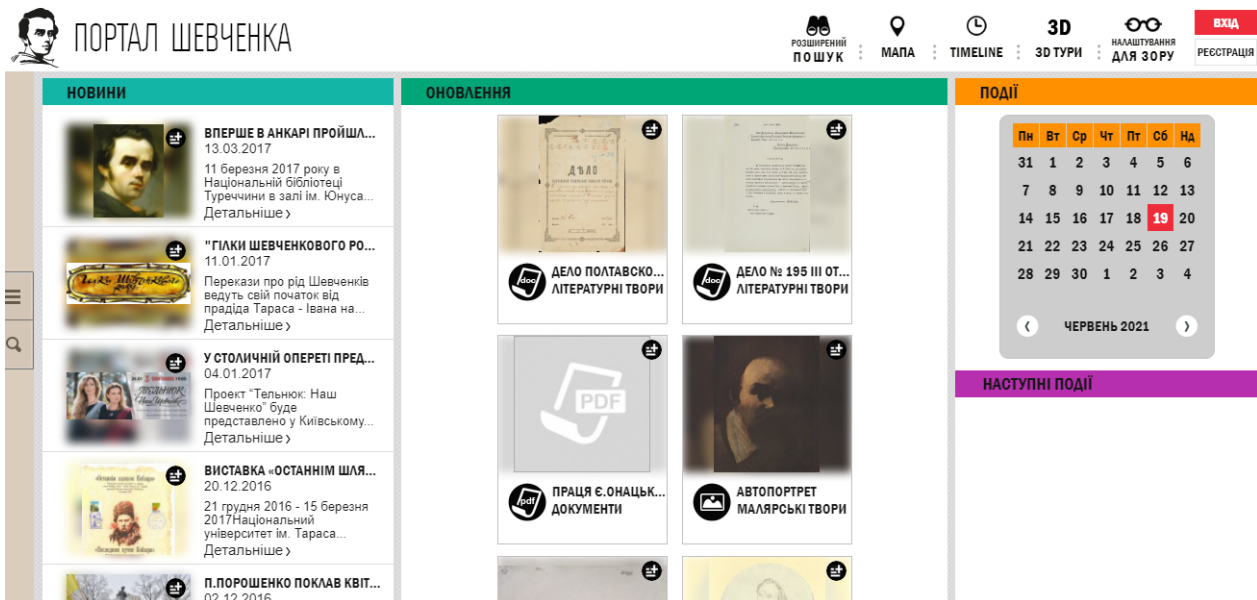 ПОРТАЛ ШЕВЧЕНКА
РОЗШИРЕНИЙ
ПОШУК
МАПА
TIMELINE
3D
3D ТУРИ
НАЛАШТУВАННЯ
ДЛЯ ЗОРУ
ВХІД
РЕЄСТРАЦІЯ
НОВИНИ
ВПЕРШЕ В АНКАРІ ПРОЙШЛ...
13.03.2017
11 березня 2017 року в
Національній бібліотеці
Туреччини в залі ім. Юнуса...
Детальніше ›
"ГІЛКИ ШЕВЧЕНКОВОГО РО...
11.01.2017
Перекази про рід Шевченків
ведуть свій початок від
прадіда Тараса - Івана на...
Детальніше ›
У СТОЛИЧНІЙ ОПЕРЕТІ ПРЕД...
04.01.2017
Проект “Тельнюк: Наш
Шевченко” буде
представлено у Київському...
Детальніше ›
ВИСТАВКА «ОСТАННІМ ШЛЯ...
20.12.2016
21 грудня 2016 - 15 березня
2017Національний
університет ім. Тараса...
Детальніше ›
П.ПОРОШЕНКО ПОКЛАВ КВІТ...
02.12.2016
ОНОВЛЕННЯ
ДѢЛО
doc
ДЕЛО ПОЛТАВСКО...
ЛІТЕРАТУРНІ ТВОРИ
doc
ДЕЛО № 195 III ОТ...
ЛІТЕРАТУРНІ ТВОРИ
PDF
pdf
ПРАЦЯ Є.ОНАЦЬК...
ДОКУМЕНТИ
АВТОПОРТРЕТ
МАЛЯРСЬКІ ТВОРИ
ПОДІЇ
Пн Вт Ср Чт Пт Сб Нд
31 1 2 3 4 5 6
7 8 9 10 11 12 13
14 15 16 17 18 19 20
21 22 23 24 25 26 27
28 29 30 1 2 3 4
‹ ЧЕРВЕНЬ 2021 ›
НАСТУПНІ ПОДІЇ